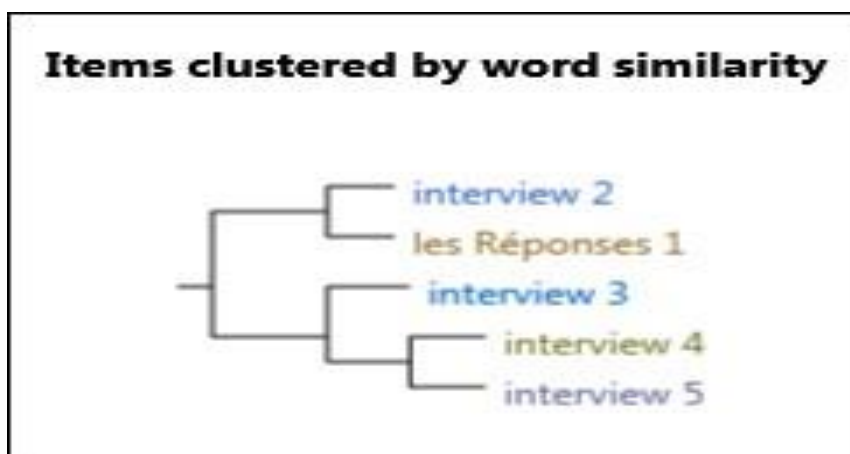 Items clustered by word similarity
interview 2
les Réponses 1
interview 3
interview 4
interview 5